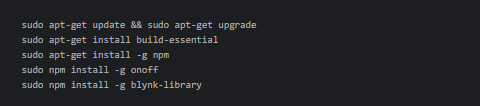 sudo apt-get update && sudo apt-get upgrade
sudo apt-get install build-essential
sudo apt-get install -g npm
sudo npm install -g onoff
sudo npm install -g blynk-library